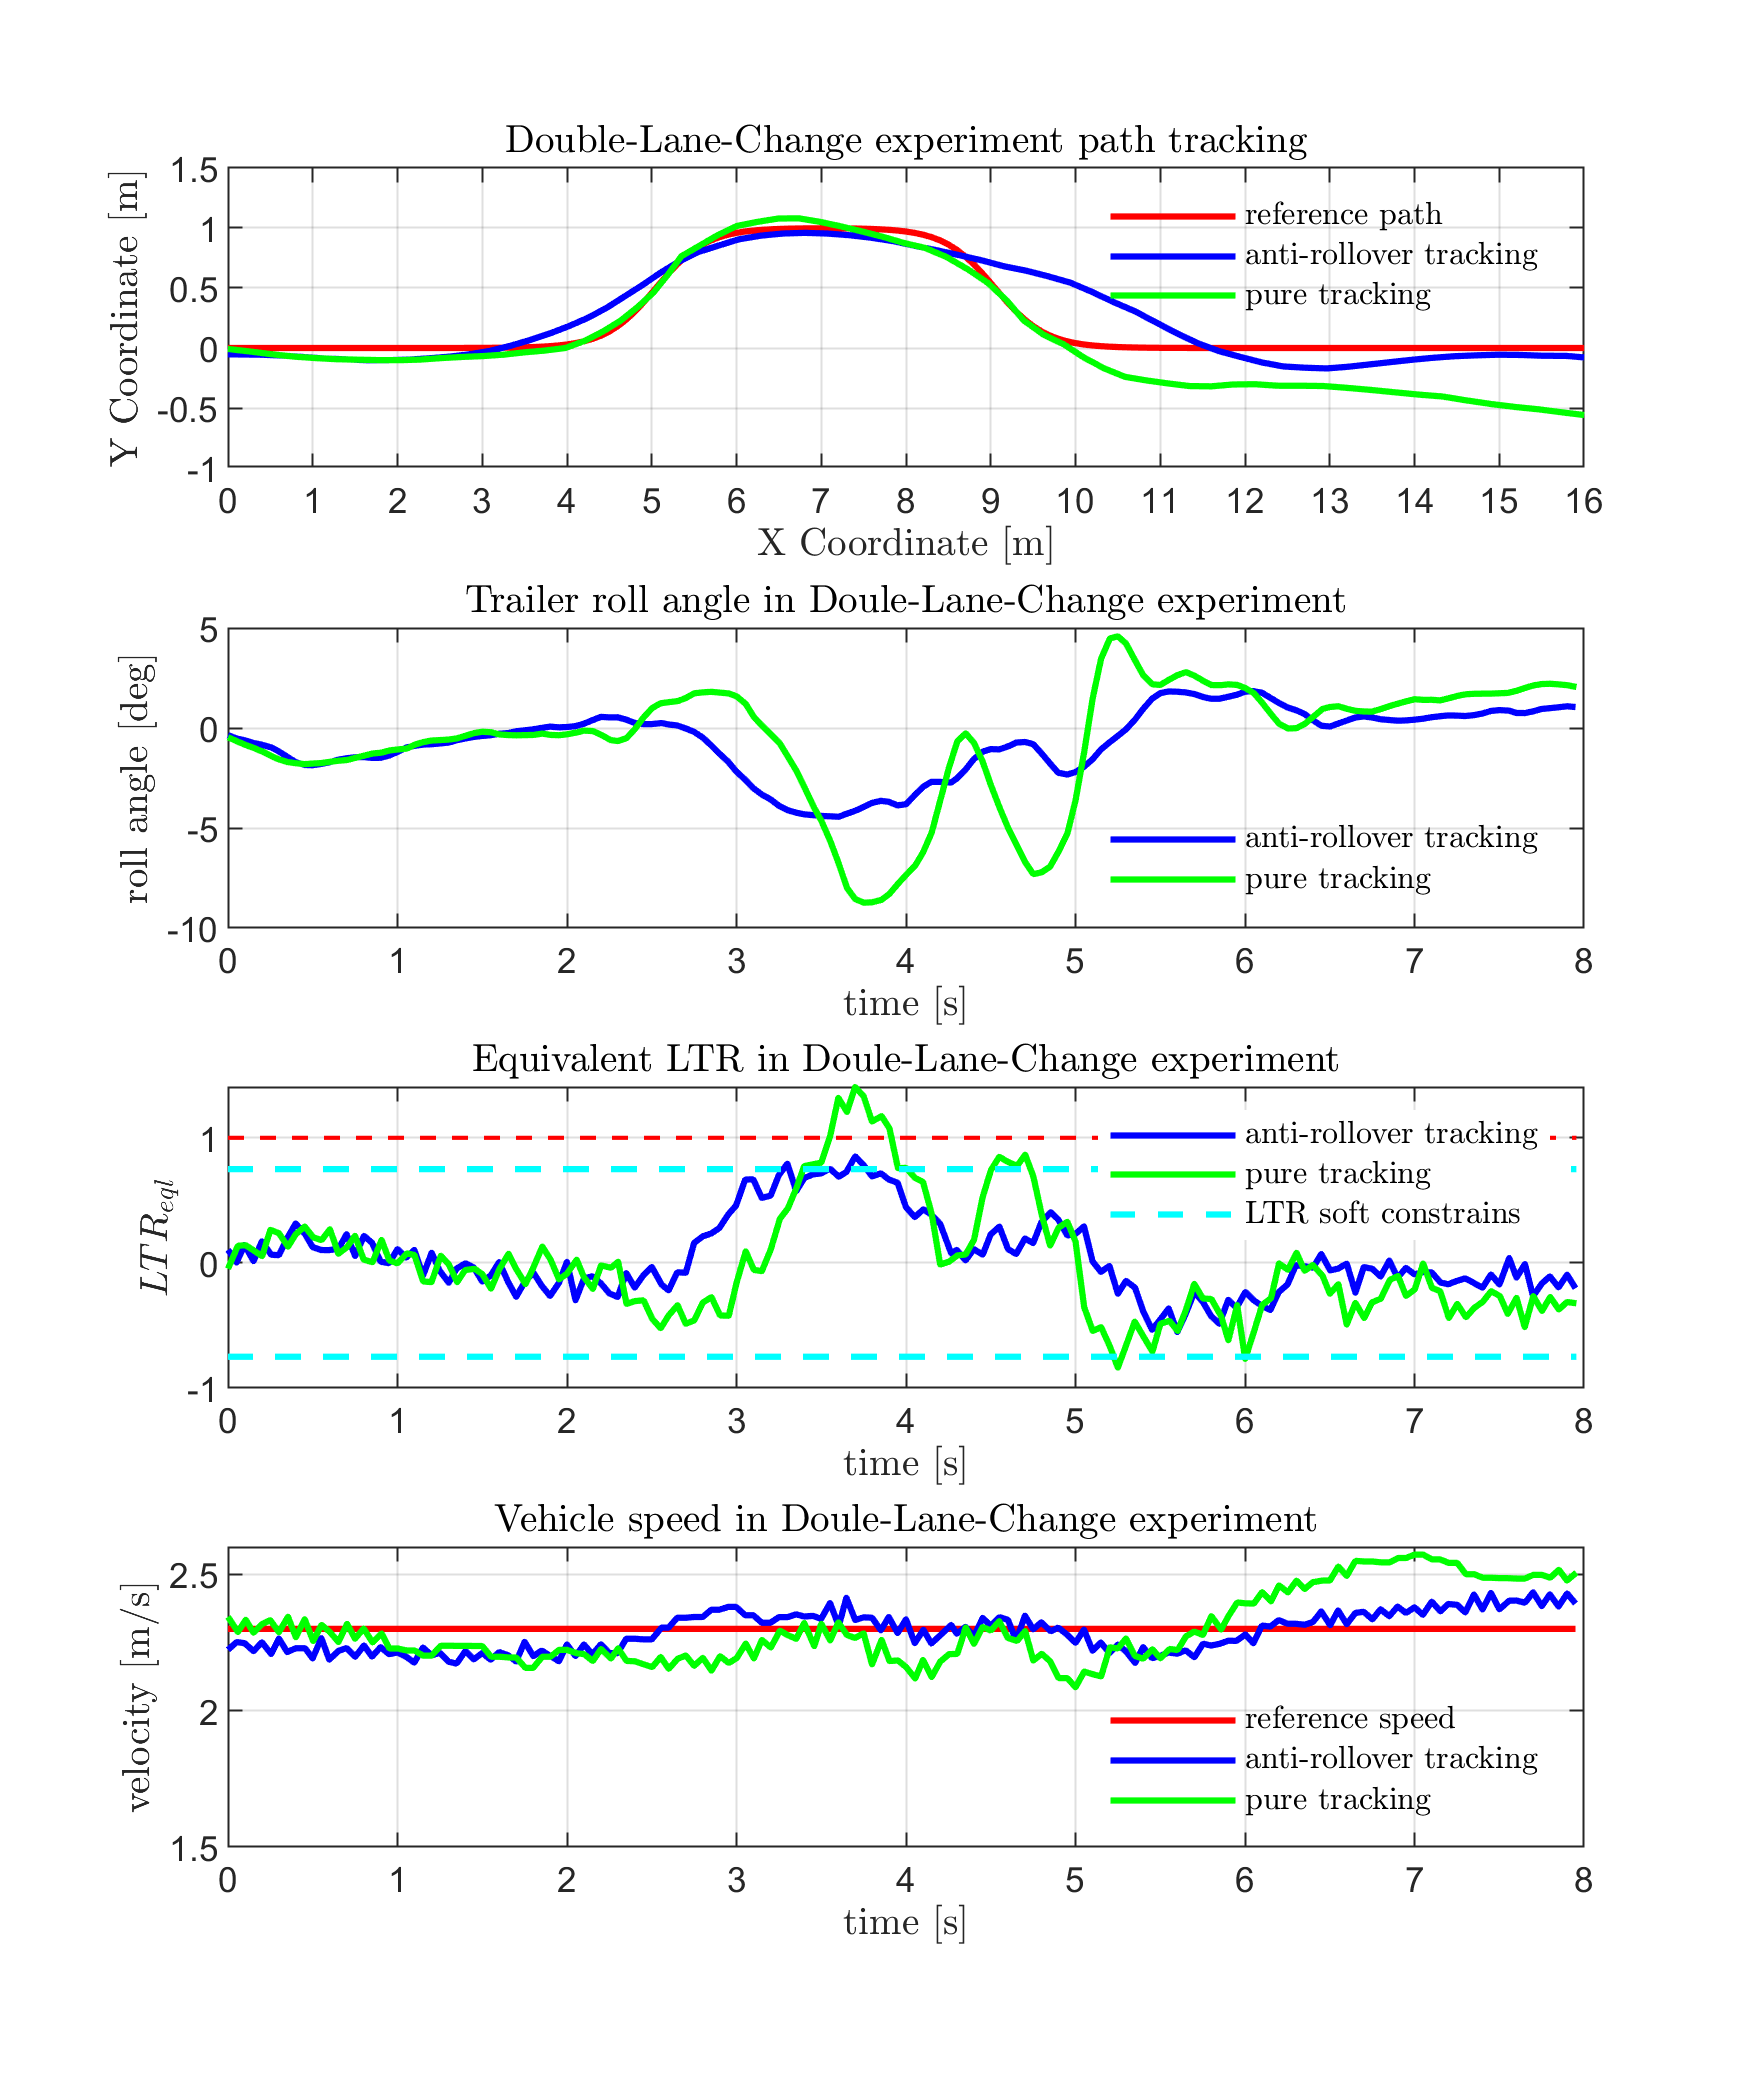 Double-Lane-Change experiment path tracking
Y Coordinate [m]
1.5
1
0.5
0
-0.5
-1
reference path
anti-rollover tracking
pure tracking
0 1 2 3 4 5 6 7 8 9 10 11 12 13 14 15 16
X Coordinate [m]
Trailer roll angle in Doule-Lane-Change experiment
roll angle [deg]
5
0
-5
-10
anti-rollover tracking
pure tracking
0 1 2 3 4 5 6 7 8
time [s]
Equivalent LTR in Doule-Lane-Change experiment
LTR_eql
1
0
-1
anti-rollover tracking
pure tracking
LTR soft constrains
0 1 2 3 4 5 6 7 8
time [s]
Vehicle speed in Doule-Lane-Change experiment
velocity [m/s]
2.5
2
1.5
reference speed
anti-rollover tracking
pure tracking
0 1 2 3 4 5 6 7 8
time [s]